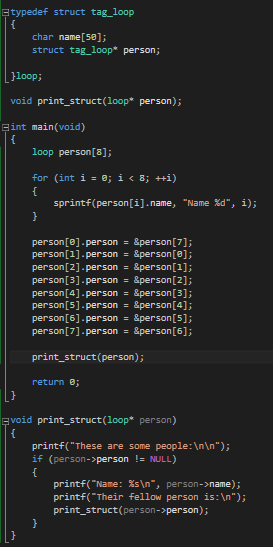 typedef struct tag_loop
{
char name[50];
struct tag_loop* person;
}loop;
void print_struct(loop* person);
int main(void)
{
loop person[8];
for (int i = 0; i < 8; ++i)
{
sprintf(person[i].name, "Name %d", i);
}
person[0].person = &person[7];
person[1].person = &person[0];
person[2].person = &person[1];
person[3].person = &person[2];
person[4].person = &person[3];
person[5].person = &person[4];
person[6].person = &person[5];
person[7].person = &person[6];
print_struct(person);
return 0;
}
void print_struct(loop* person)
{
printf("These are some people:\n\n");
if (person->person != NULL)
{
printf("Name: %s\n", person->name);
printf("Their fellow person is:\n");
print_struct(person->person);
}
}